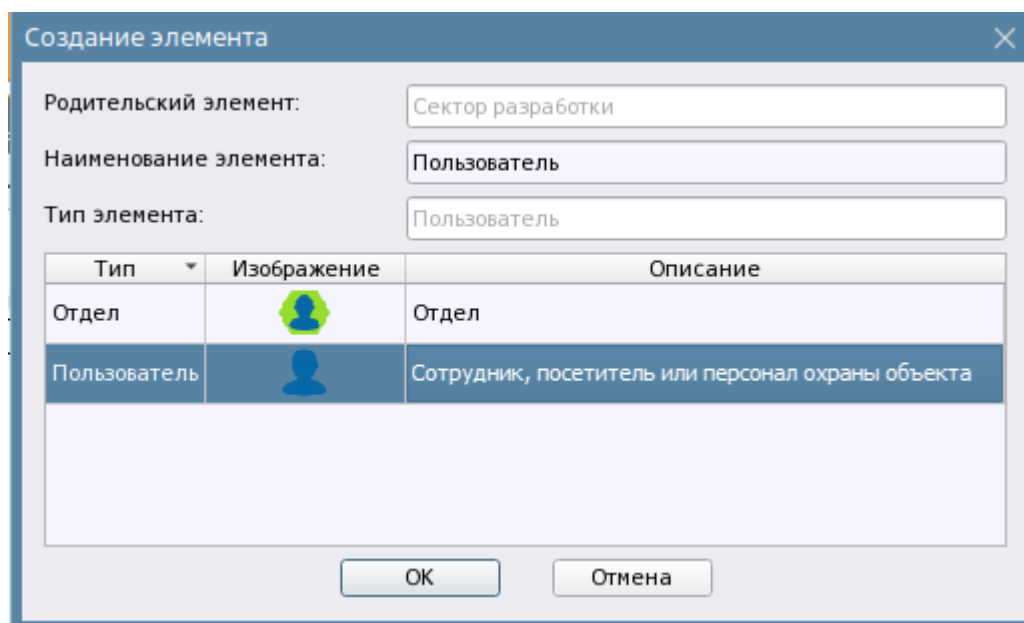 Создание элемента
Родительский элемент: Сектор разработки
Наименование элемента: Пользователь
Тип элемента: Пользователь
Тип Изображение Описание
Отдел Отдел
Пользователь Сотрудник, посетитель или персонал охраны объекта
OK Отмена